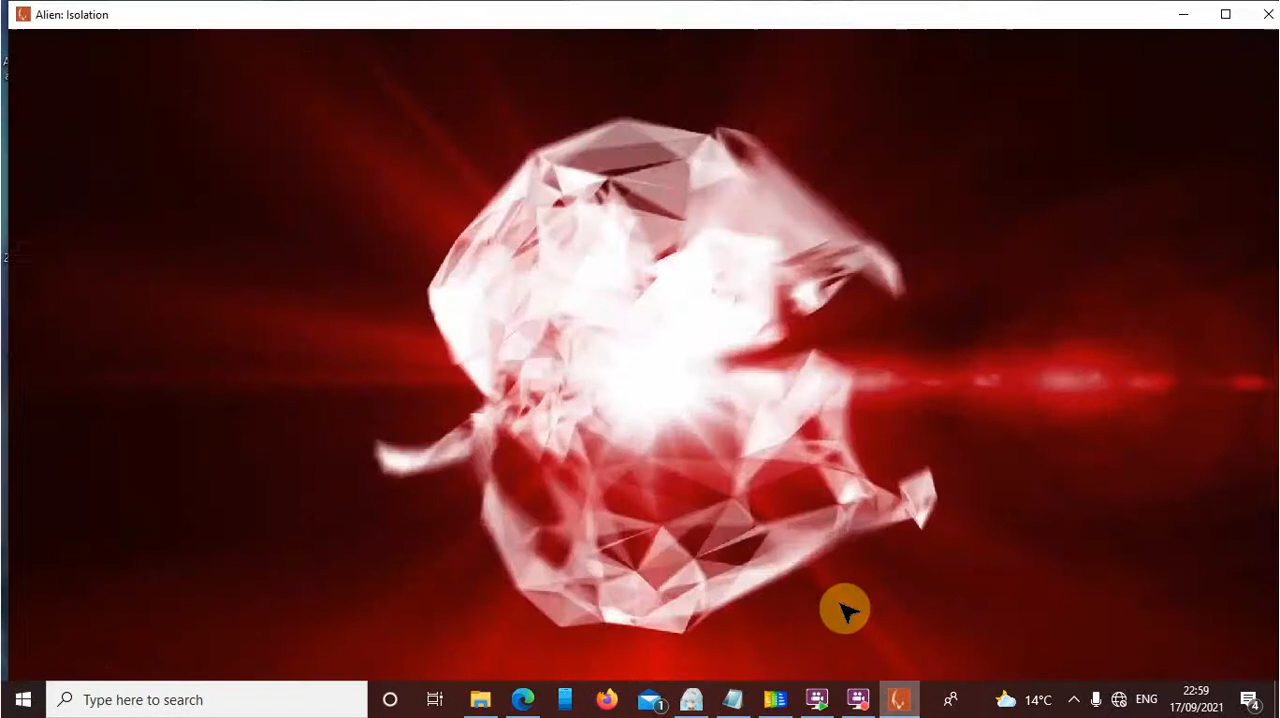 Alien: Isolation
Type here to search
1
14°C
ENG
22:59
17/09/2021
4